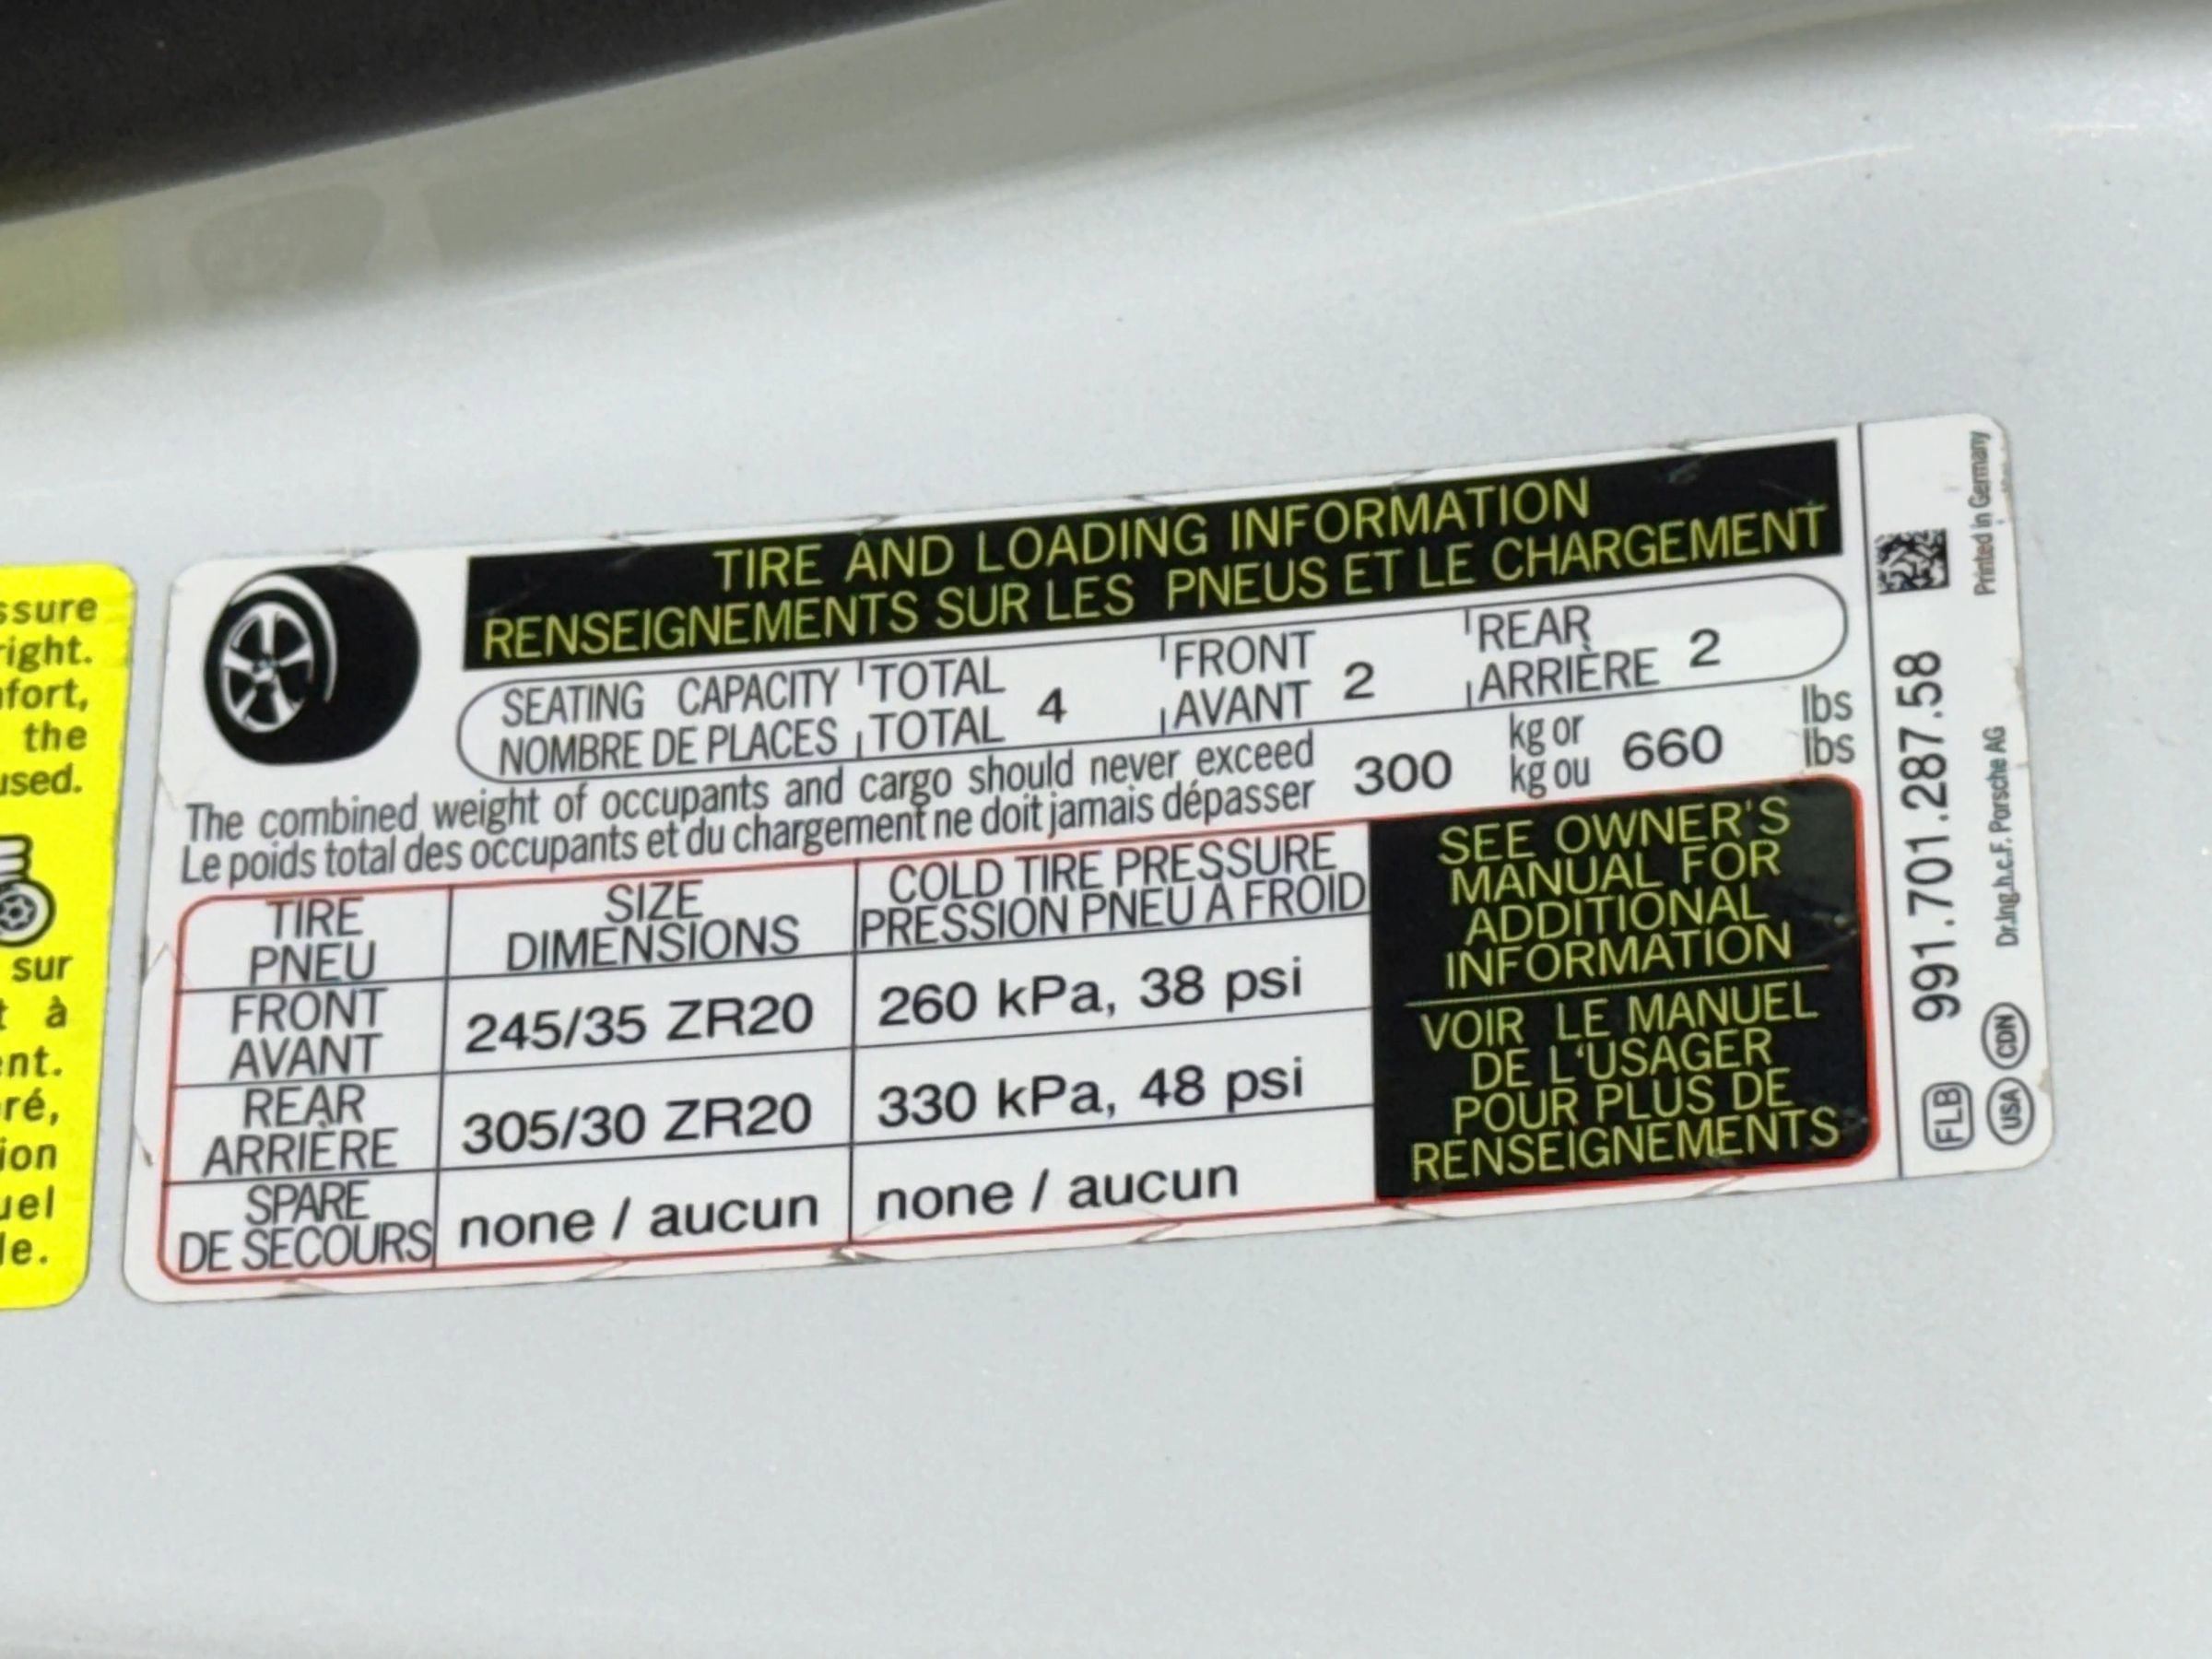 ssure
right.
fort,
the
used.
sur
t à
ent.
ré,
ion
uel
le.
TIRE AND LOADING INFORMATION
RENSEIGNEMENTS SUR LES PNEUS ET LE CHARGEMENT
SEATING CAPACITY TOTAL 4 FRONT 2 REAR 2
NOMBRE DE PLACES TOTAL AVANT ARRIÈRE
The combined weight of occupants and cargo should never exceed 300 kg or 660 lbs
Le poids total des occupants et du chargement ne doit jamais dépasser kg ou lbs
TIRE SIZE COLD TIRE PRESSURE
PNEU DIMENSIONS PRESSION PNEU À FROID
FRONT 245/35 ZR20 260 kPa, 38 psi
AVANT
REAR 305/30 ZR20 330 kPa, 48 psi
ARRIÈRE
SPARE none / aucun none / aucun
DE SECOURS
SEE OWNER'S
MANUAL FOR
ADDITIONAL
INFORMATION
VOIR LE MANUEL
DE L'USAGER
POUR PLUS DE
RENSEIGNEMENTS
FLB 991.701.287.58
USA CDN Dr.Ing.h.c.F. Porsche AG Printed in Germany